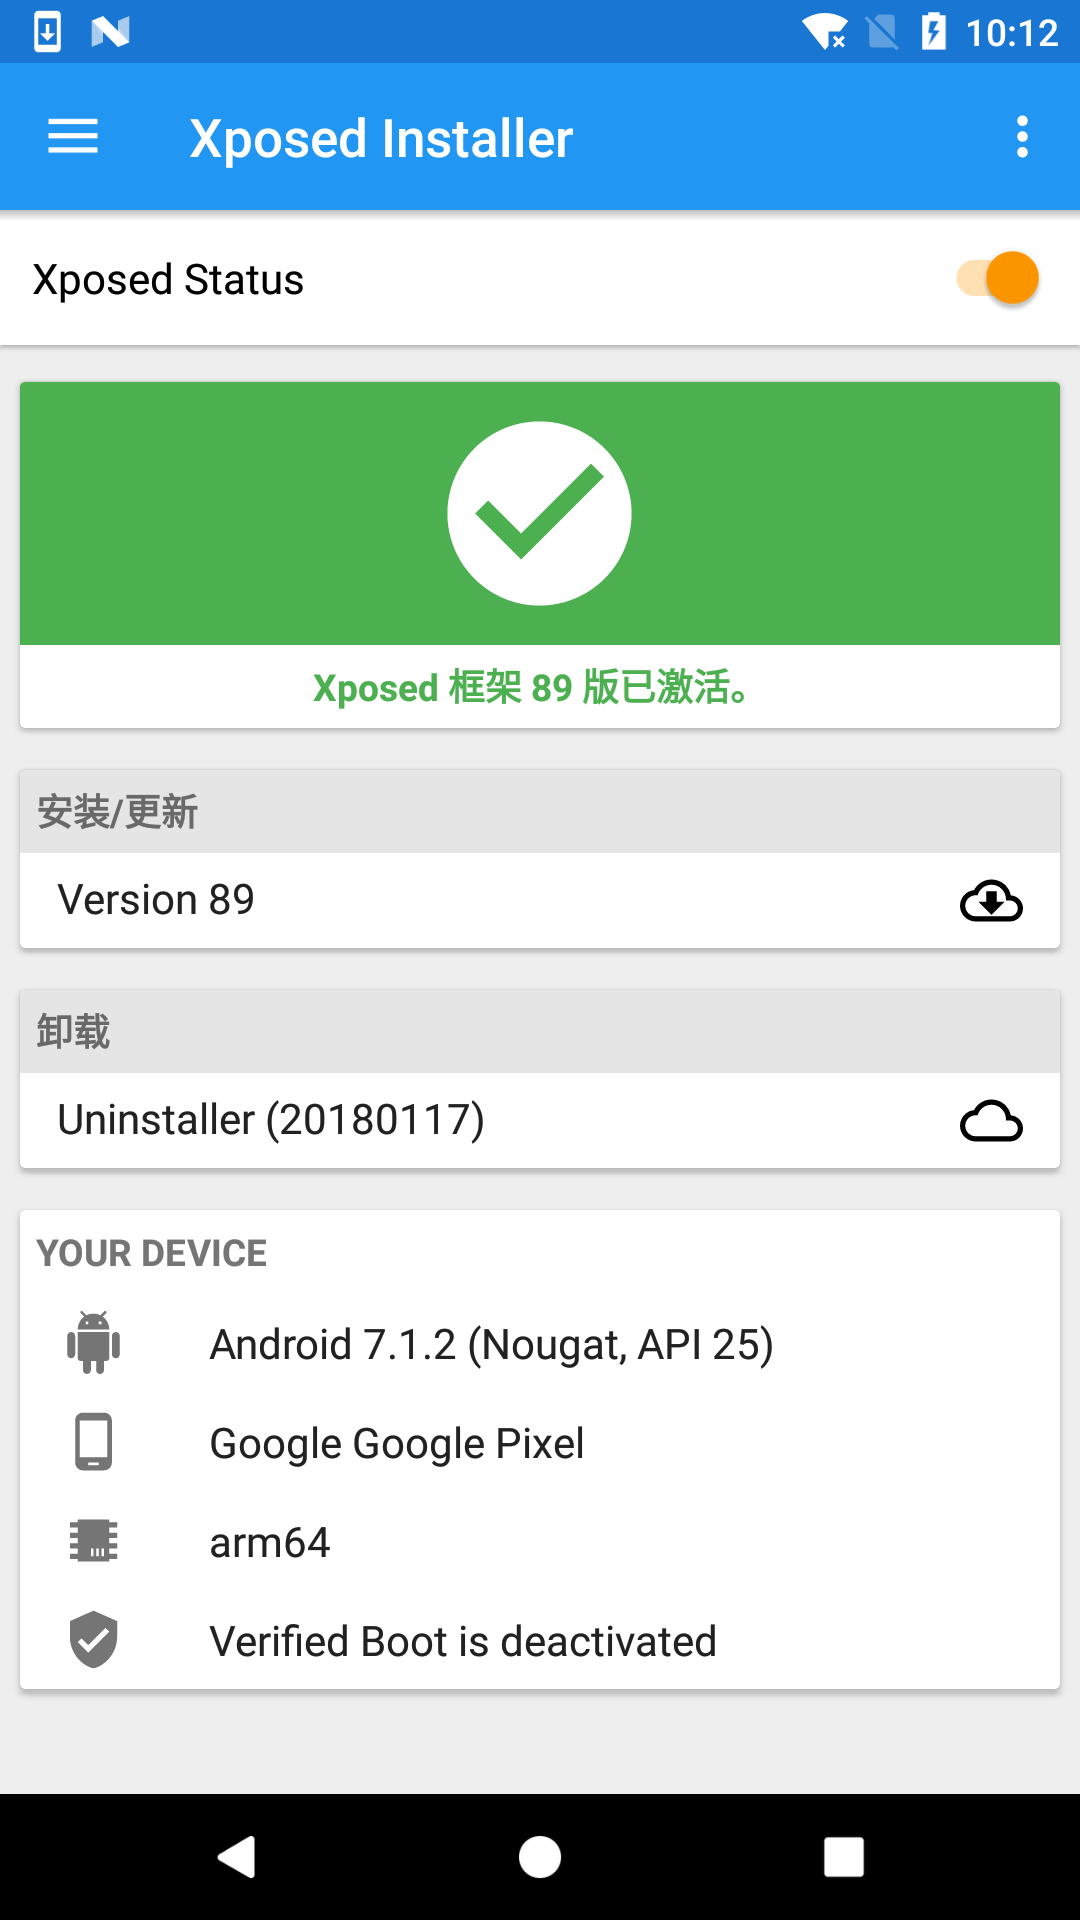 10:12
Xposed Installer
Xposed Status
Xposed 框架 89 版已激活。
安装/更新
Version 89
卸载
Uninstaller (20180117)
YOUR DEVICE
Android 7.1.2 (Nougat, API 25)
Google Google Pixel
arm64
Verified Boot is deactivated